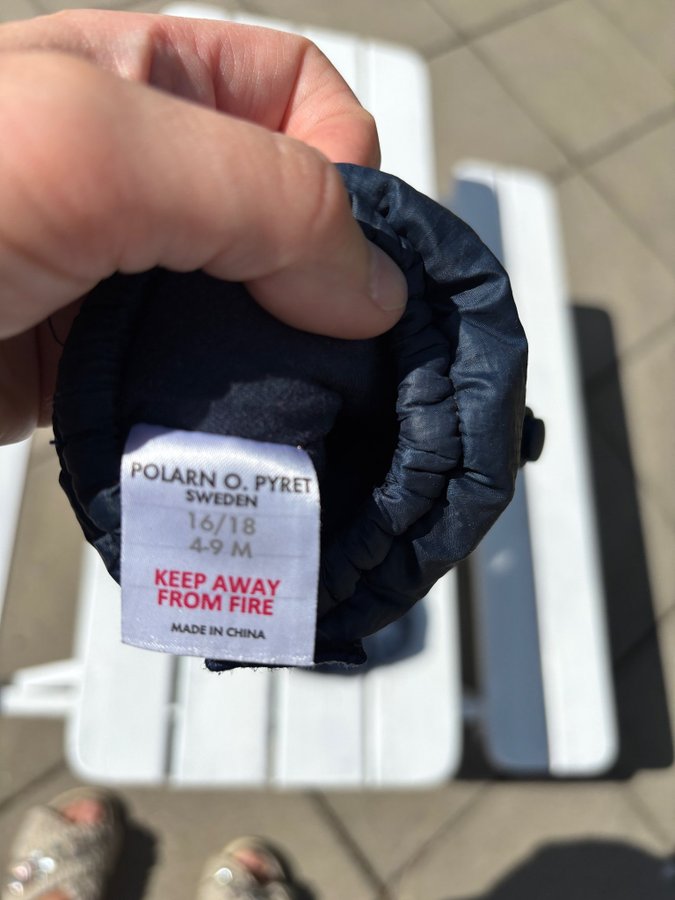 POLARN O. PYRET
SWEDEN
16/18
4-9 M
KEEP AWAY
FROM FIRE
MADE IN CHINA